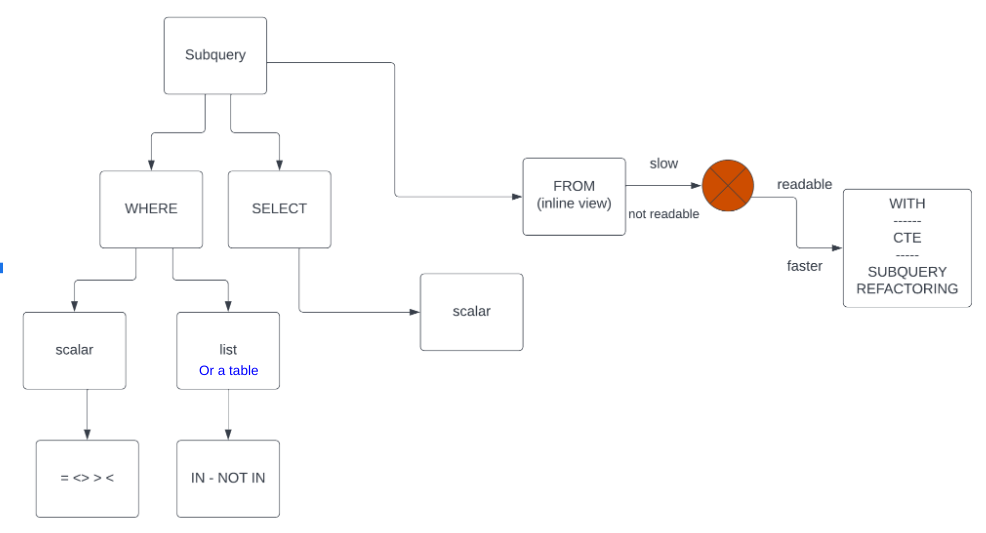 Subquery
WHERE
SELECT
FROM
(inline view)
slow
not readable
readable
faster
WITH
------
CTE
-----
SUBQUERY
REFACTORING
scalar
scalar
list
Or a table
= <> > <
IN - NOT IN